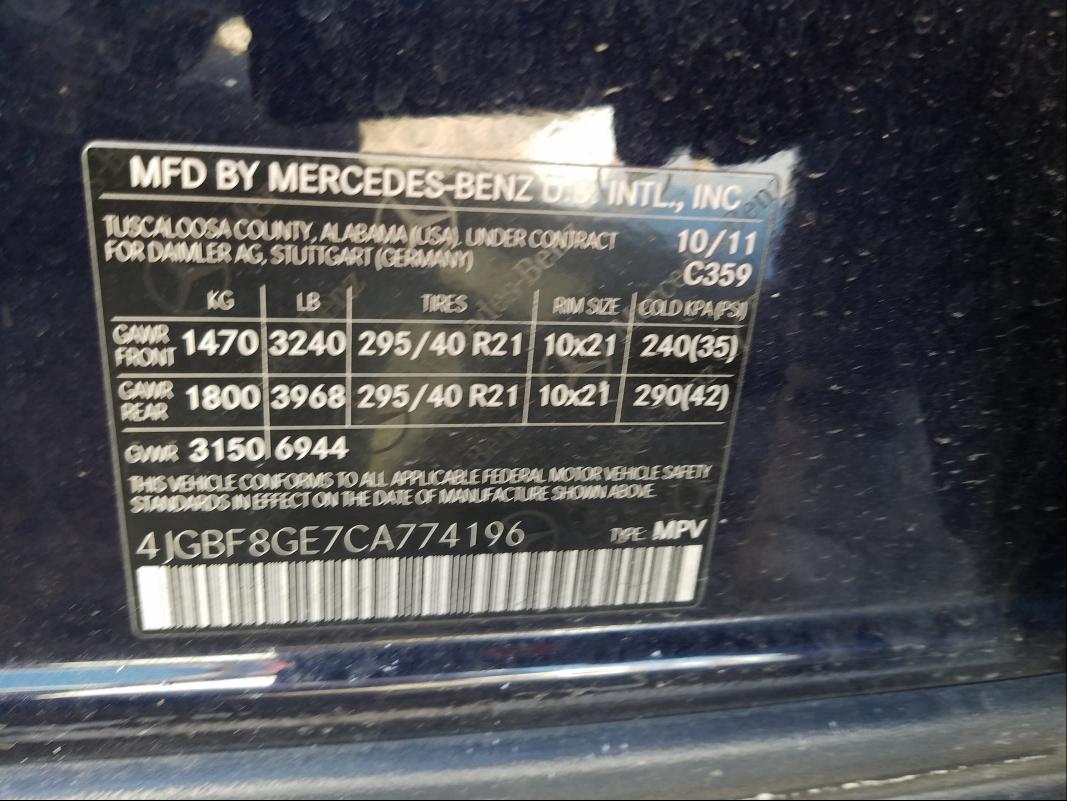 MFD BY MERCEDES-BENZ U.S. INTL., INC
TUSCALOOSA COUNTY, ALABAMA (USA). UNDER CONTRACT 10/11
FOR DAIMLER AG, STUTTGART (GERMANY) C359
KG LB TIRES RIM SIZE COLD KPA (PSI)
GAWR FRONT 1470 3240 295/40 R21 10x21 240(35)
GAWR REAR 1800 3968 295/40 R21 10x21 290(42)
GVWR 3150 6944
THIS VEHICLE CONFORMS TO ALL APPLICABLE FEDERAL MOTOR VEHICLE SAFETY
STANDARDS IN EFFECT ON THE DATE OF MANUFACTURE SHOWN ABOVE.
4JGBF8GE7CA774196 TYPE: MPV